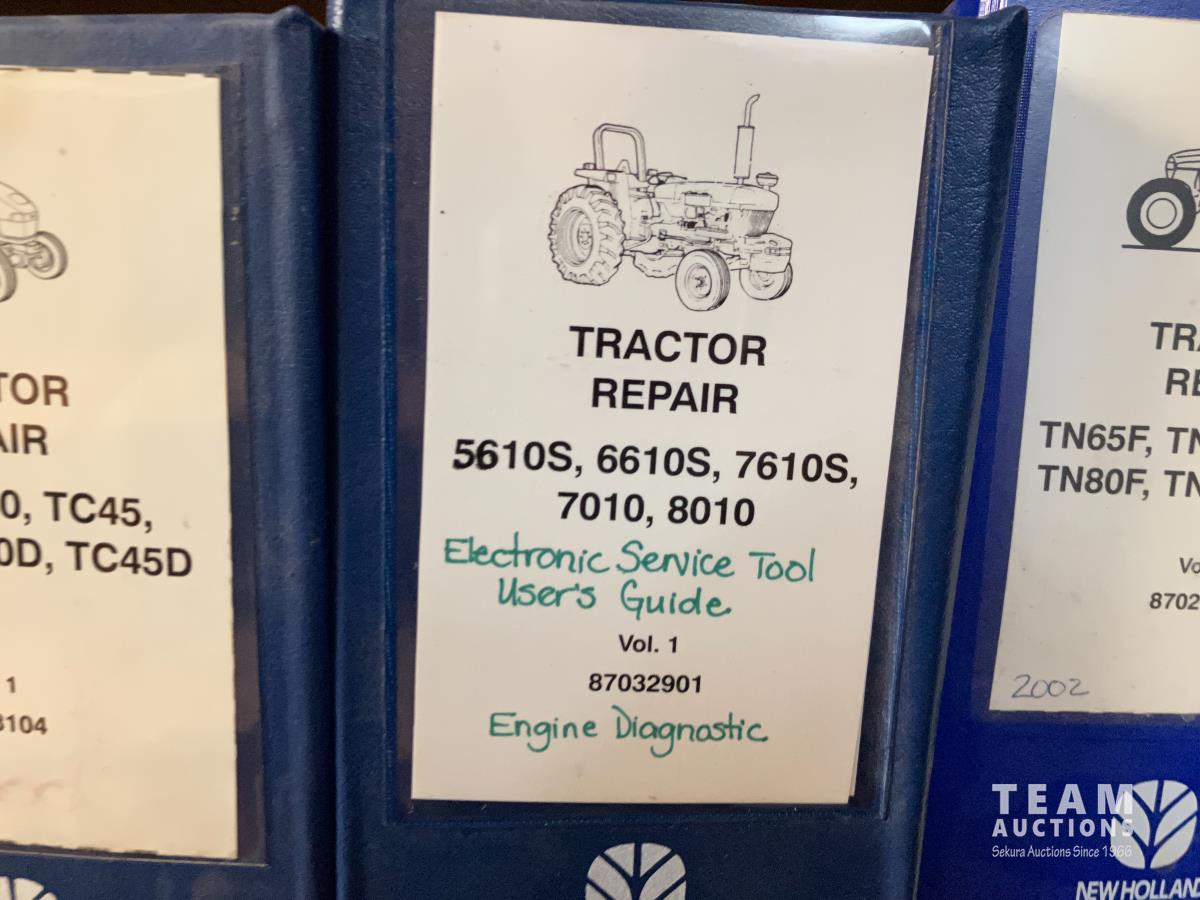 TOR
AIR
0, TC45,
0D, TC45D
1
3104
TRACTOR
REPAIR
5610S, 6610S, 7610S,
7010, 8010
Electronic Service Tool
User's Guide
Vol. 1
87032901
Engine Diagnostic
TRA
RE
TN65F, TN
TN80F, TN
Vo
8702
2002
TEAM
AUCTIONS
Sekura Auctions Since 1966
NEW HOLLAND